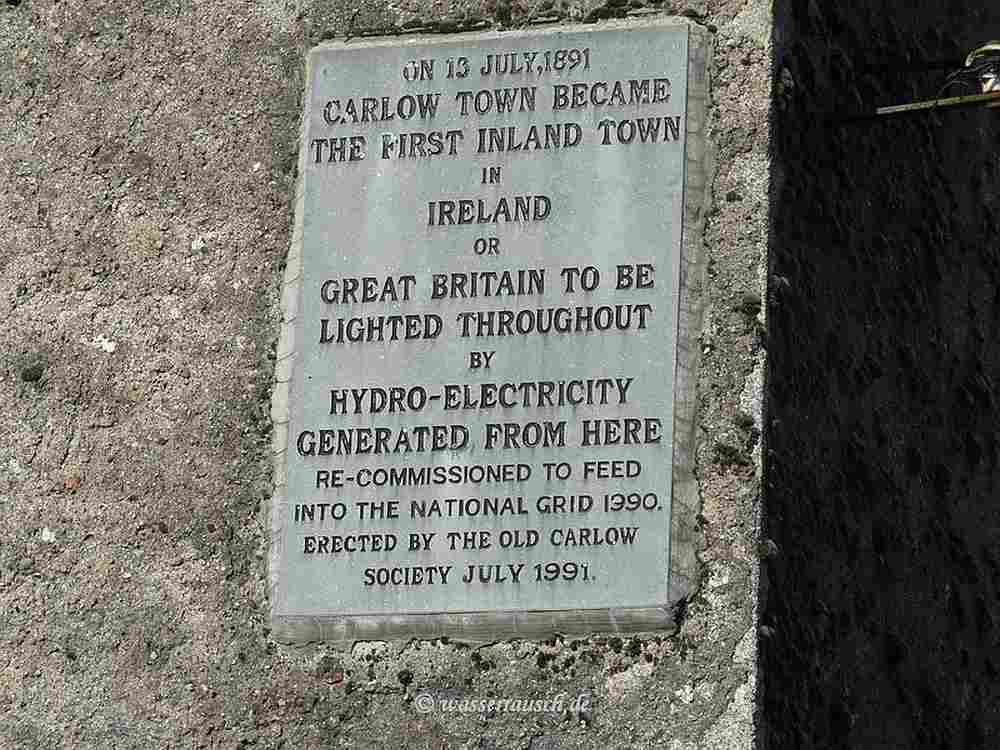 ON 13 JULY, 1891
CARLOW TOWN BECAME
THE FIRST INLAND TOWN
IN
IRELAND
OR
GREAT BRITAIN TO BE
LIGHTED THROUGHOUT
BY
HYDRO-ELECTRICITY
GENERATED FROM HERE
RE-COMMISSIONED TO FEED
INTO THE NATIONAL GRID 1990.
ERECTED BY THE OLD CARLOW
SOCIETY JULY 1991.
© wasserrausch.de